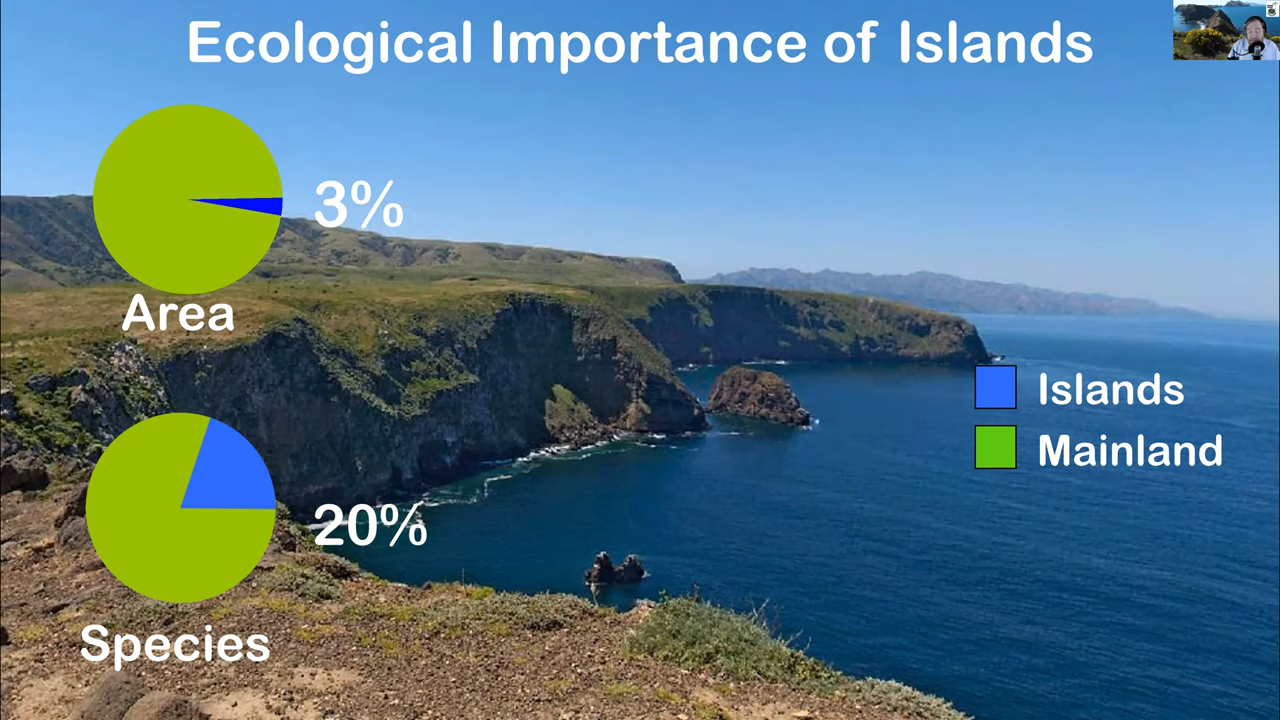 Ecological Importance of Islands
3%
Area
Islands
Mainland
20%
Species